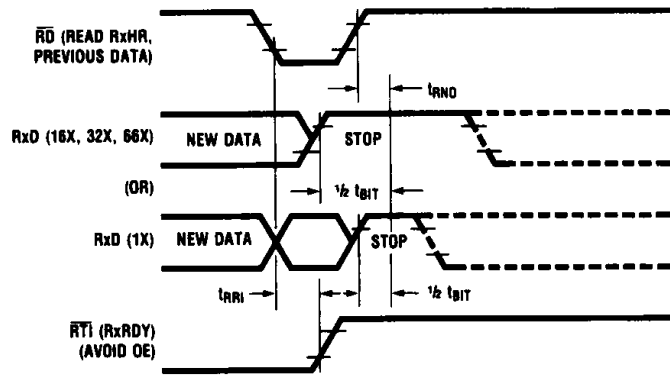 RD (READ RxHR,
PREVIOUS DATA)
tRNO
RxD (16X, 32X, 66X)
NEW DATA
STOP
(OR)
1/2 tBIT
RxD (1X)
NEW DATA
STOP
tRRI
1/2 tBIT
RTI (RxRDY)
(AVOID OE)